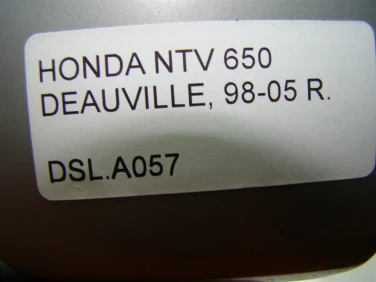 HONDA NTV 650
DEAUVILLE, 98-05 R.
DSL.A057